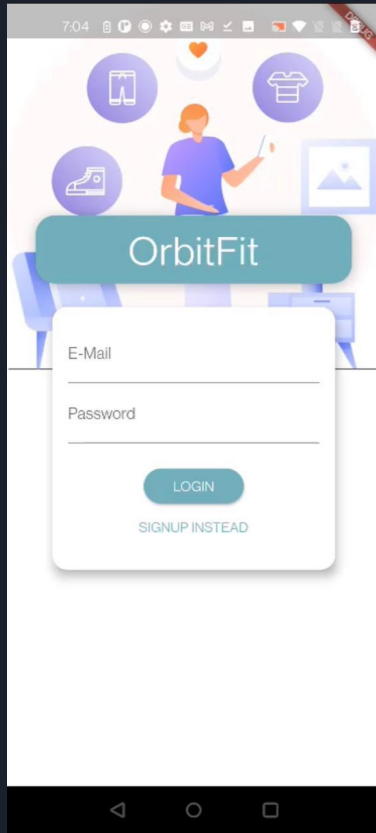 7:04
DEBUG
OrbitFit
E-Mail
Password
LOGIN
SIGNUP INSTEAD